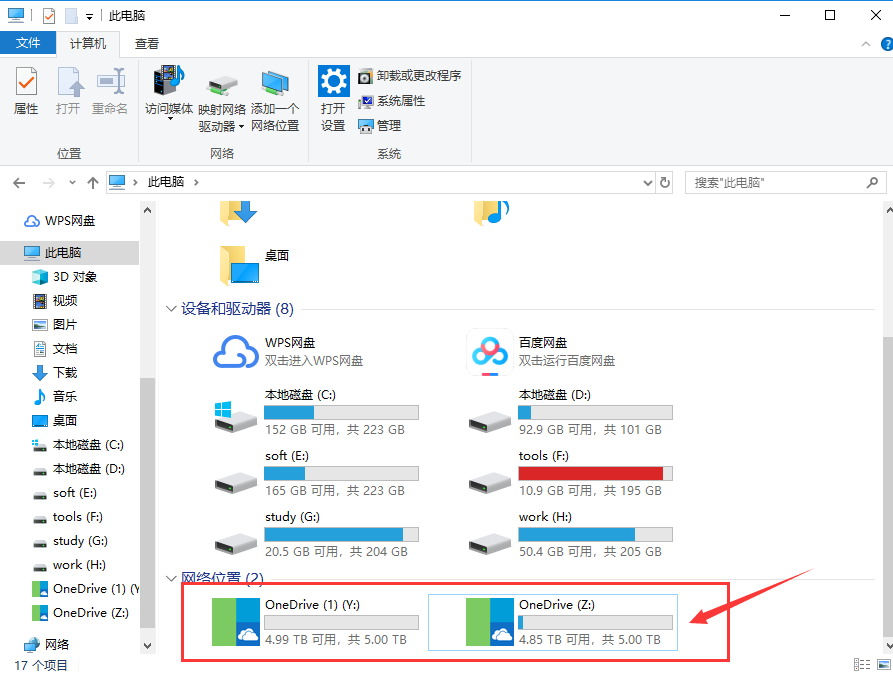 此电脑
文件 计算机 查看
属性 打开 重命名
访问媒体 映射网络驱动器 添加一个网络位置
打开设置
卸载或更改程序
系统属性
管理
位置 网络 系统
此电脑
搜索"此电脑"
WPS网盘
此电脑
3D 对象
视频
图片
文档
下载
音乐
桌面
本地磁盘 (C:)
本地磁盘 (D:)
soft (E:)
tools (F:)
study (G:)
work (H:)
OneDrive (1) (Y
OneDrive (Z:)
网络
桌面
设备和驱动器 (8)
WPS网盘
双击进入WPS网盘
百度网盘
双击运行百度网盘
本地磁盘 (C:)
152 GB 可用，共 223 GB
本地磁盘 (D:)
92.9 GB 可用，共 101 GB
soft (E:)
165 GB 可用，共 223 GB
tools (F:)
10.9 GB 可用，共 195 GB
study (G:)
20.5 GB 可用，共 204 GB
work (H:)
50.4 GB 可用，共 205 GB
网络位置 (2)
OneDrive (1) (Y:)
4.99 TB 可用，共 5.00 TB
OneDrive (Z:)
4.85 TB 可用，共 5.00 TB
17 个项目